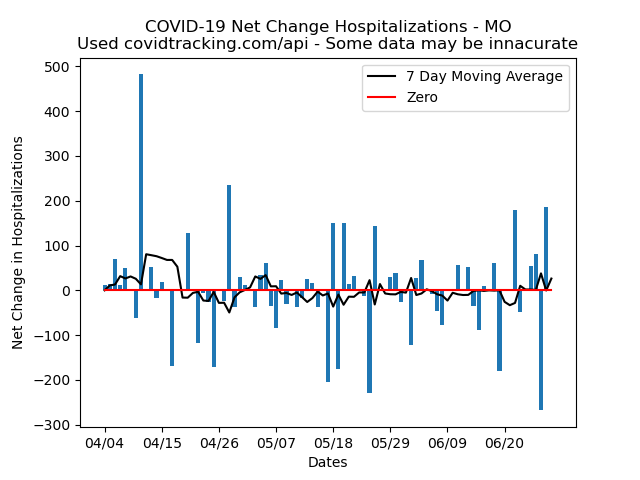 COVID-19 Net Change Hospitalizations - MO
Used covidtracking.com/api - Some data may be innacurate
7 Day Moving Average
Zero
Net Change in Hospitalizations
500
400
300
200
100
0
−100
−200
−300
04/04 04/15 04/26 05/07 05/18 05/29 06/09 06/20
Dates